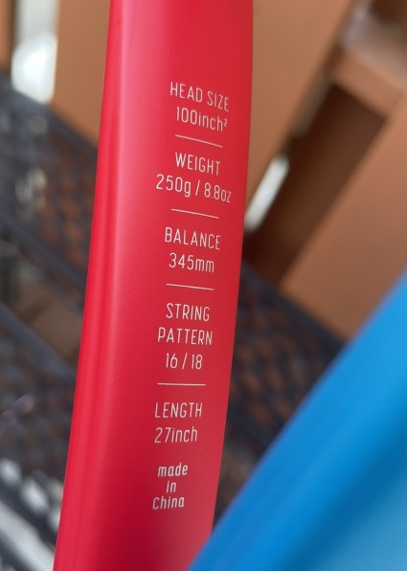 HEAD SIZE
100inch²
WEIGHT
250g / 8.8oz
BALANCE
345mm
STRING
PATTERN
16 / 18
LENGTH
27inch
made
in
China